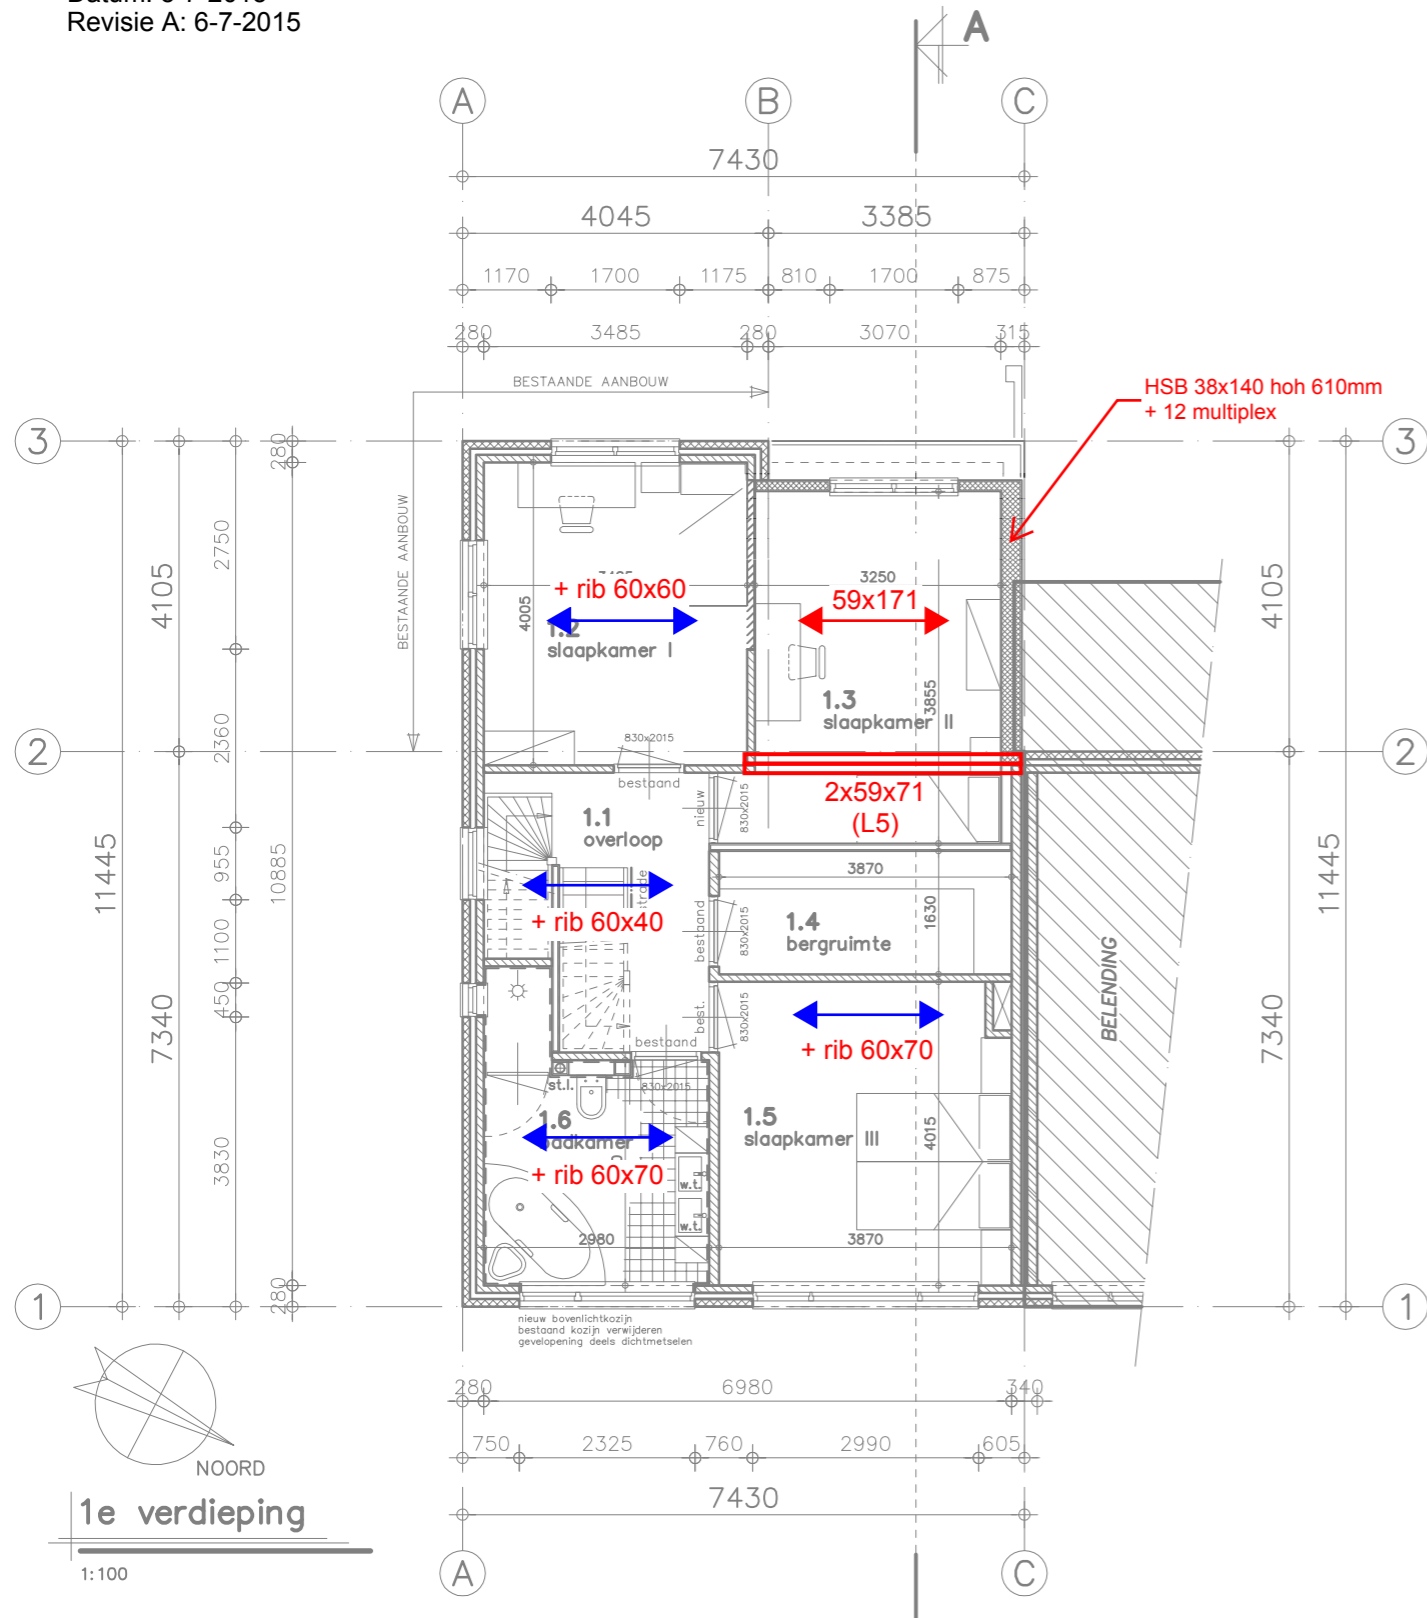 Revisie A: 6-7-2015
A
A
B
C
7430
4045
3385
1170
1700
1175
810
1700
875
280
3485
280
3070
315
BESTAANDE AANBOUW
HSB 38x140 hoh 610mm
+ 12 multiplex
3
3
280
BESTAANDE AANBOUW
2750
4105
4105
+ rib 60x60
3250
59x171
4005
1.2
slaapkamer I
1.3
slaapkamer II
3855
830x2015
bestaand
2
2
2360
2x59x71
(L5)
nieuw
830x2015
1.1
overloop
11445
955
10885
11445
3870
+ rib 60x40
1100
bestaand
830x2015
1.4
bergruimte
1630
BELENDING
450
7340
7340
best.
830x2015
+ rib 60x70
bestaand
830x2015
st.l.
1.6
badkamer
1.5
slaapkamer III
4015
3830
+ rib 60x70
w.t.
w.t.
2980
3870
280
1
1
nieuw bovenlichtkozijn
bestaand kozijn verwijderen
gevelopening deels dichtmetselen
280
6980
340
750
2325
760
2990
605
NOORD
7430
1e verdieping
1:100
A
C